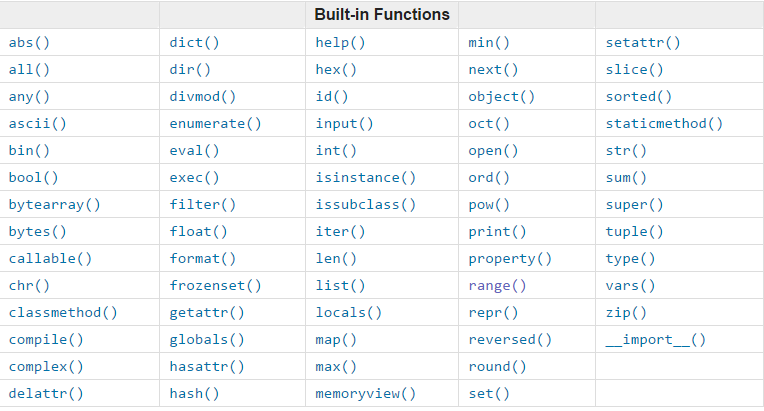 Built-in Functions
abs() dict() help() min() setattr()
all() dir() hex() next() slice()
any() divmod() id() object() sorted()
ascii() enumerate() input() oct() staticmethod()
bin() eval() int() open() str()
bool() exec() isinstance() ord() sum()
bytearray() filter() issubclass() pow() super()
bytes() float() iter() print() tuple()
callable() format() len() property() type()
chr() frozenset() list() range() vars()
classmethod() getattr() locals() repr() zip()
compile() globals() map() reversed() __import__()
complex() hasattr() max() round()
delattr() hash() memoryview() set()